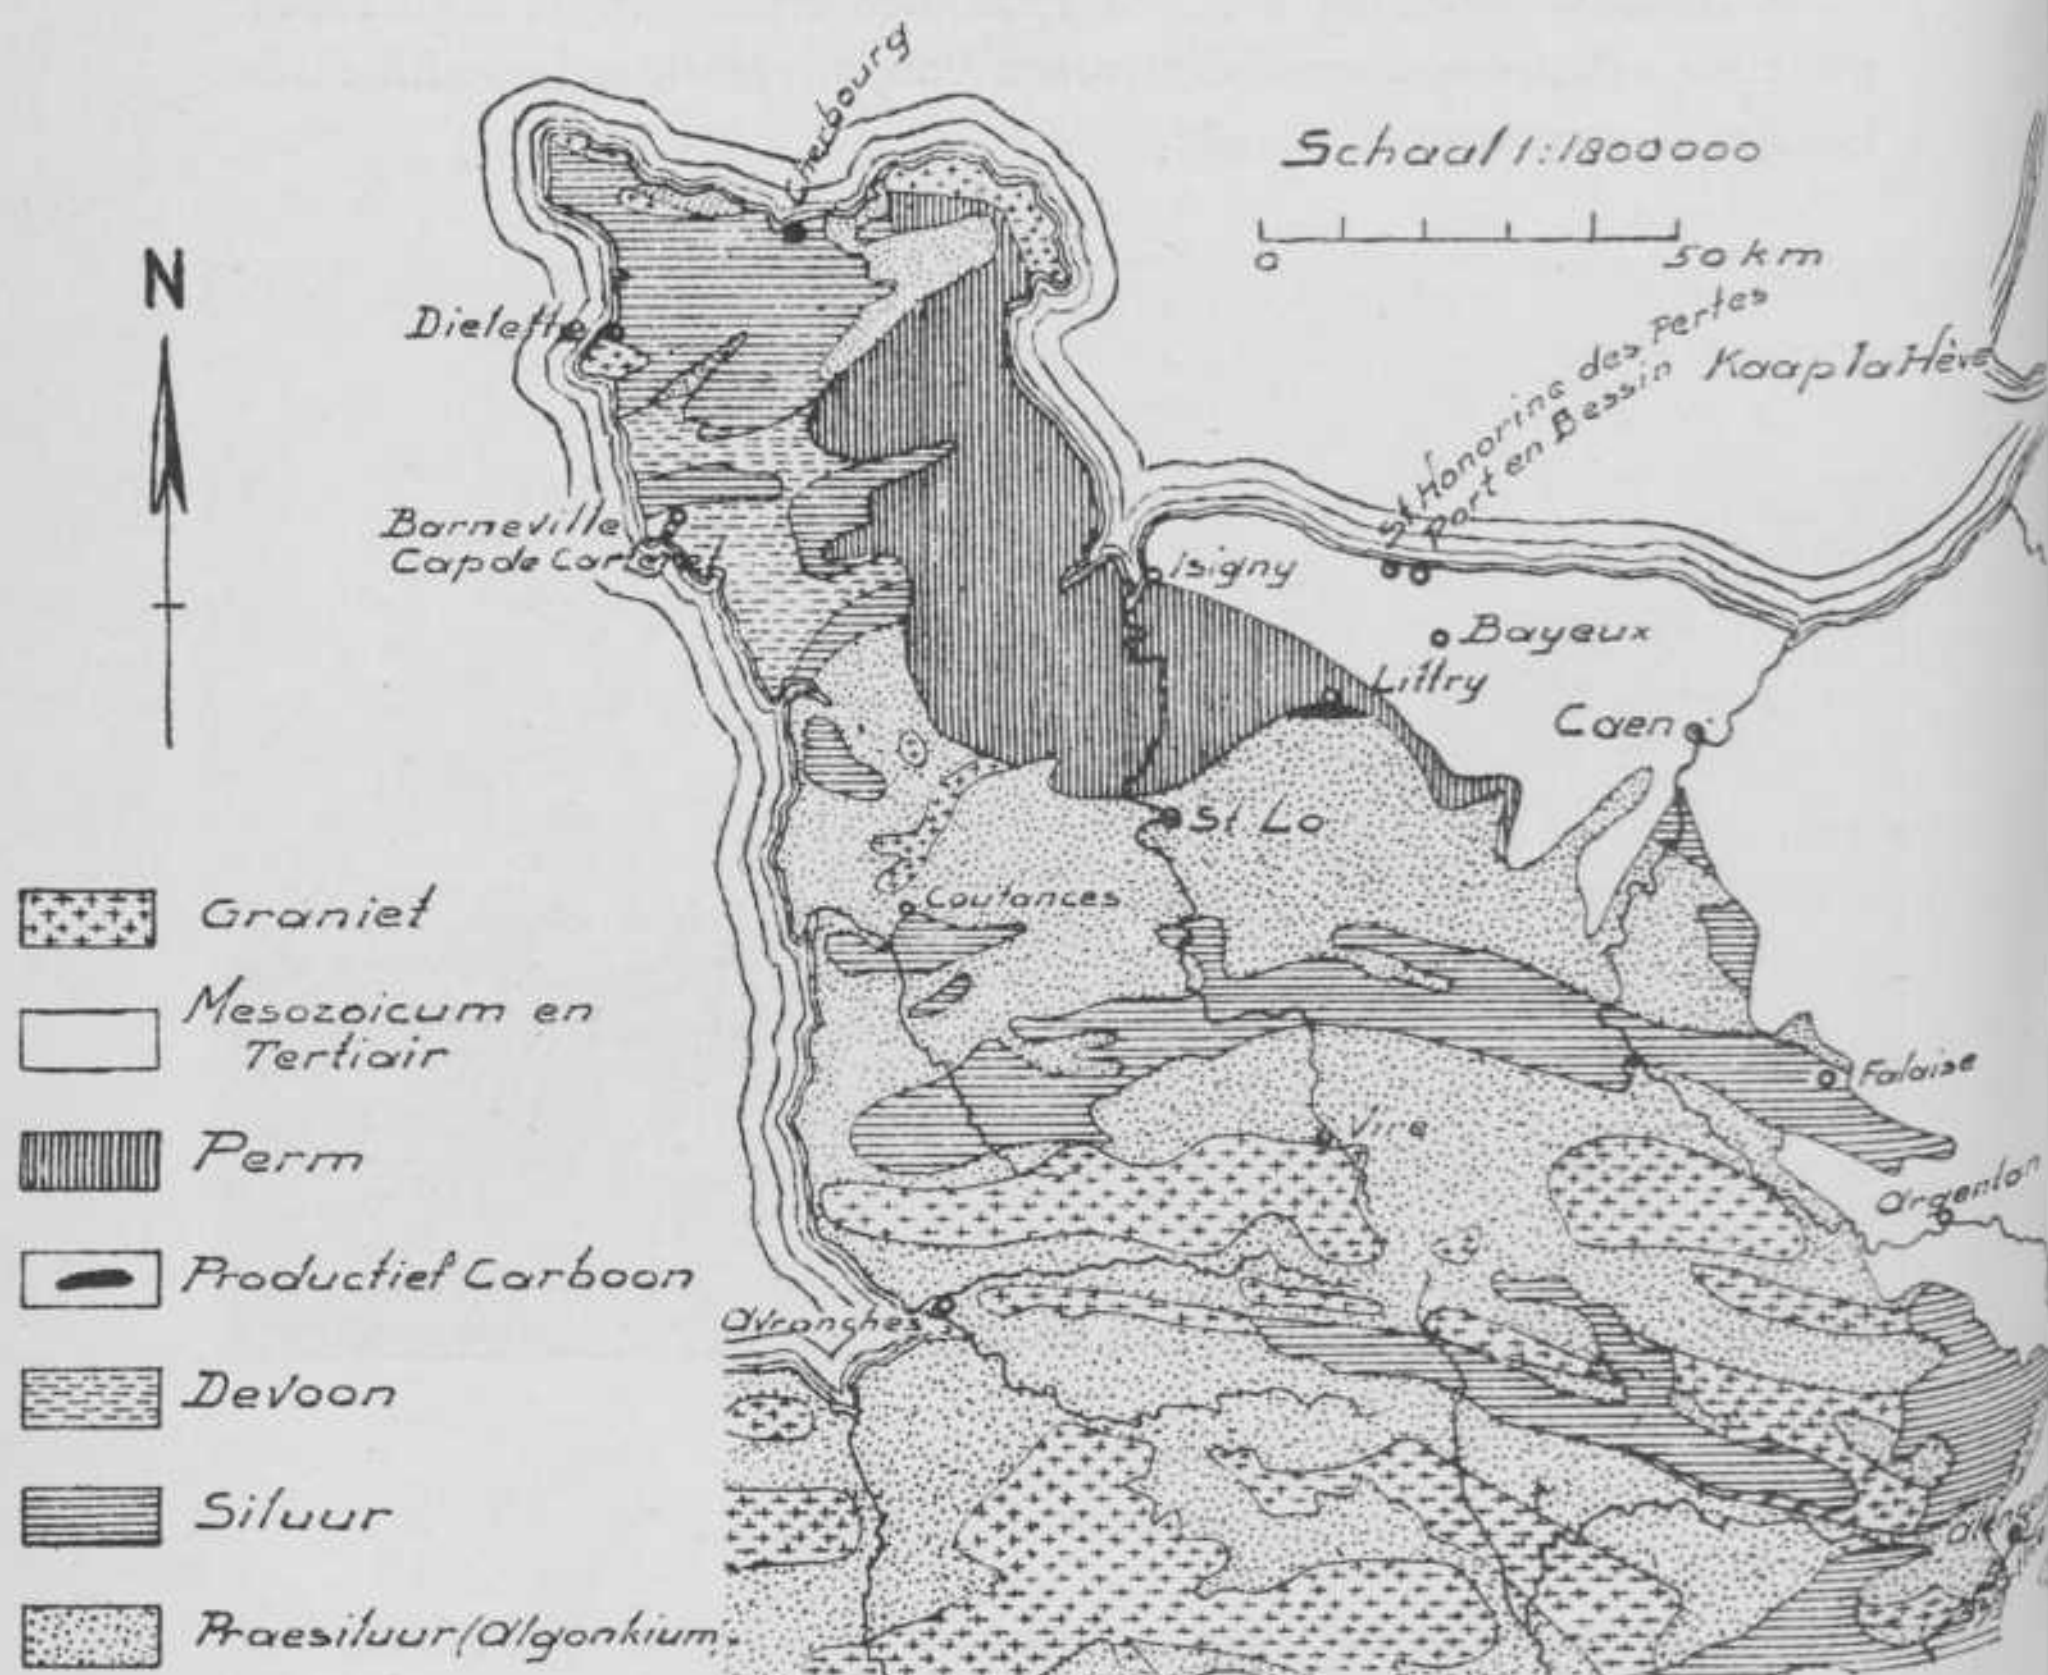 Cherbourg
Schaal 1:1800000
0
50 km
N
Dielette
St Honorine des Pertes
Port en Bessin
Kaap la Hève
Barneville
Cap de Carteret
Isigny
Bayeux
Littry
Caen
St Lo
Coutances
Falaise
Vire
Argentan
Avranches
Graniet
Mesozoicum en
Tertiair
Perm
Productief Carboon
Devoon
Siluur
Praesiluur/Algonkium